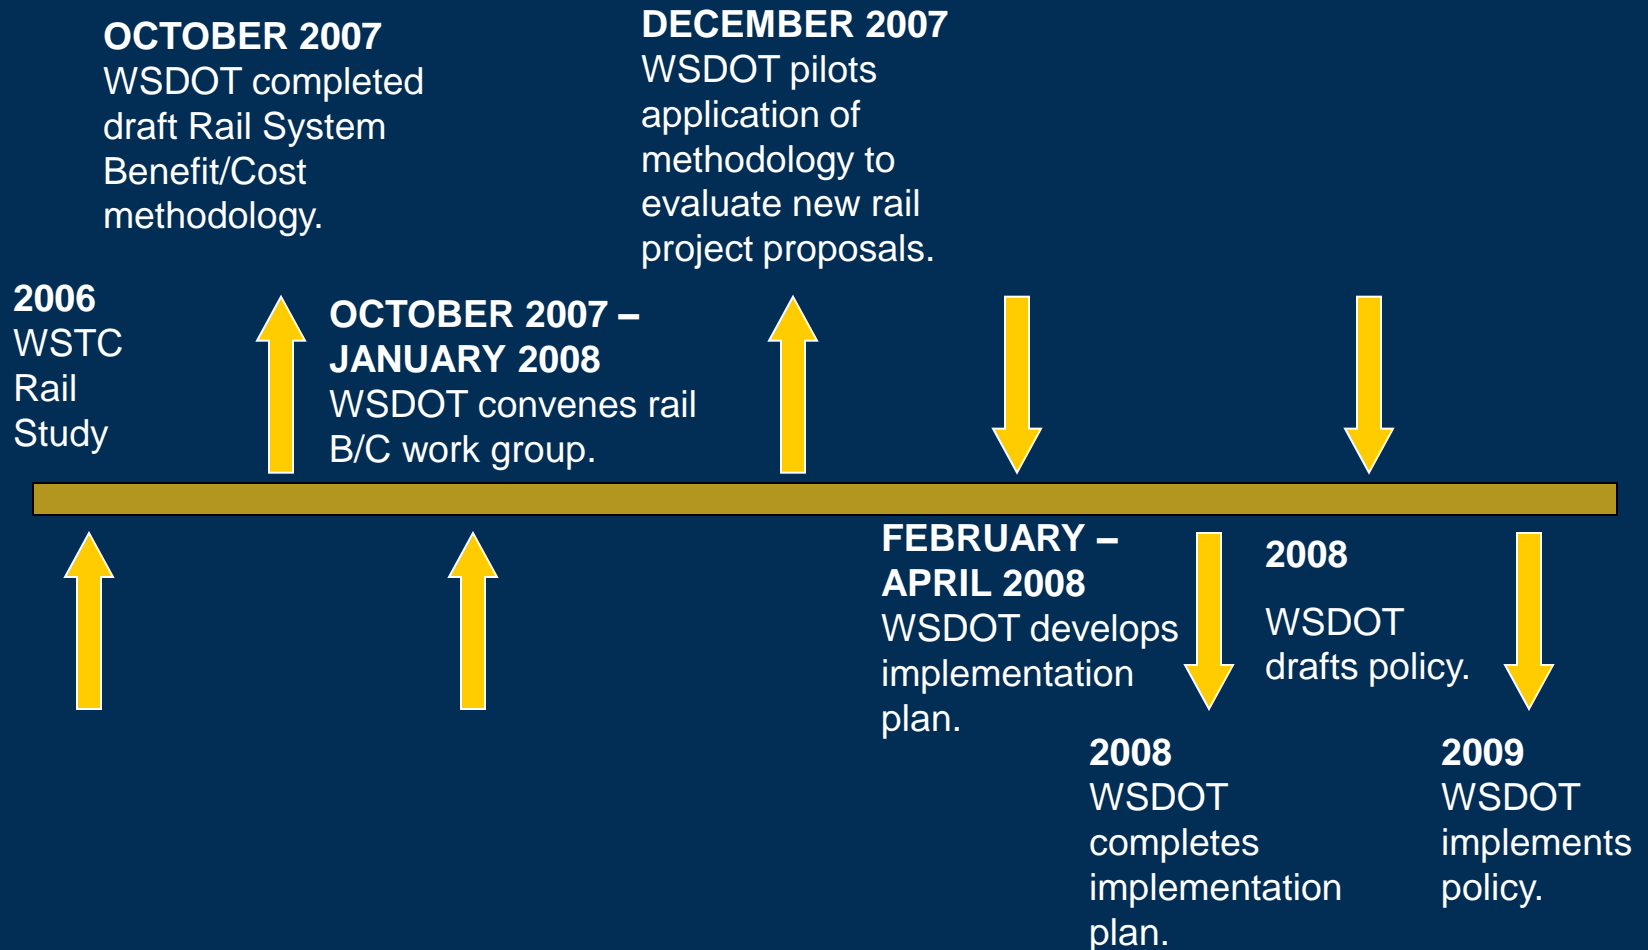 2006
WSTC
Rail
Study
OCTOBER 2007
WSDOT completed
draft Rail System
Benefit/Cost
methodology.
OCTOBER 2007 –
JANUARY 2008
WSDOT convenes rail
B/C work group.
DECEMBER 2007
WSDOT pilots
application of
methodology to
evaluate new rail
project proposals.
FEBRUARY –
APRIL 2008
WSDOT develops
implementation
plan.
2008
WSDOT
completes
implementation
plan.
2008
WSDOT
drafts policy.
2009
WSDOT
implements
policy.